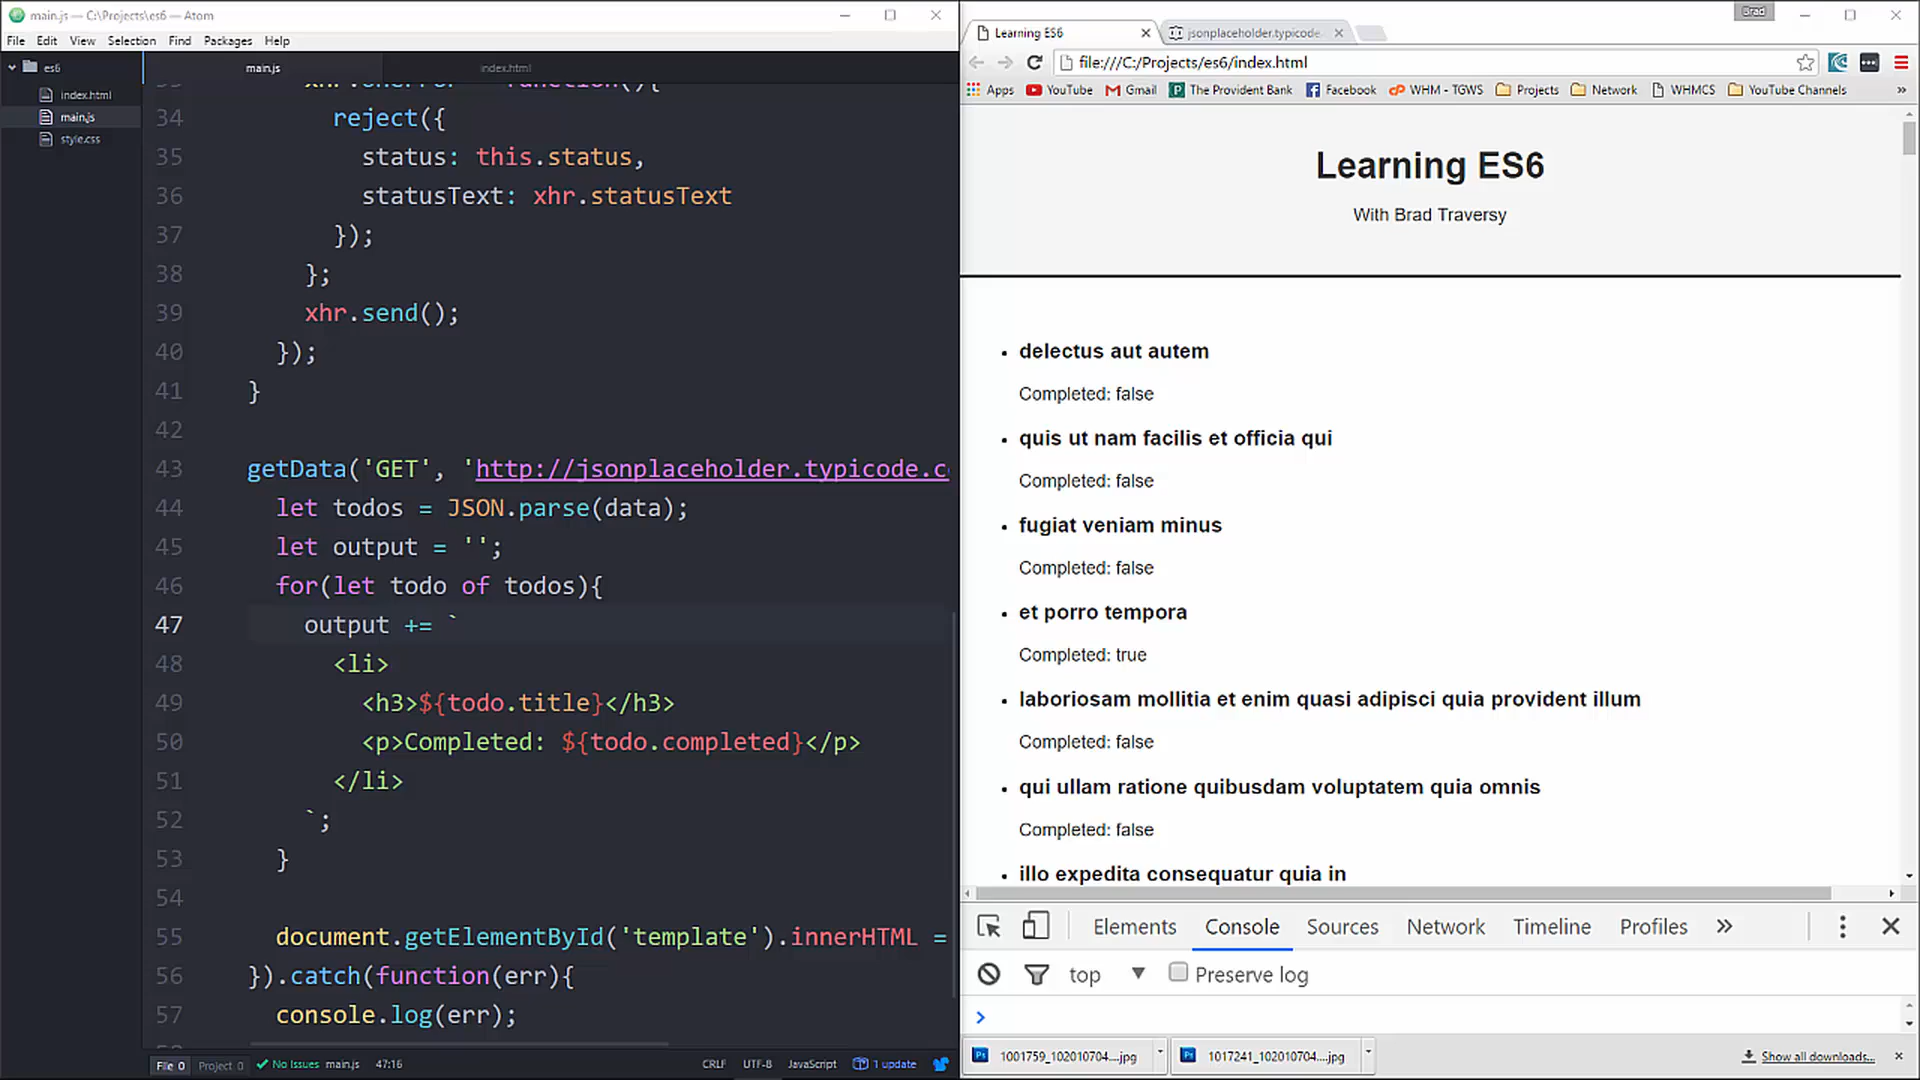 main.js — C:\Projects\es6 — Atom
File Edit View Selection Find Packages Help
es6
index.html
main.js
style.css
main.js index.html
34 reject({
35 status: this.status,
36 statusText: xhr.statusText
37 });
38 };
39 xhr.send();
40 });
41 }
42
43 getData('GET', 'http://jsonplaceholder.typicode.c
44 let todos = JSON.parse(data);
45 let output = '';
46 for(let todo of todos){
47 output += `
48 <li>
49 <h3>${todo.title}</h3>
50 <p>Completed: ${todo.completed}</p>
51 </li>
52 `;
53 }
54
55 document.getElementById('template').innerHTML =
56 }).catch(function(err){
57 console.log(err);
File 0 Project 0 No Issues main.js 47:16 CRLF UTF-8 JavaScript 1 update
Brad
Learning ES6 jsonplaceholder.typicode
file:///C:/Projects/es6/index.html
Apps YouTube Gmail The Provident Bank Facebook WHM - TGWS Projects Network WHMCS YouTube Channels »
Learning ES6
With Brad Traversy
• delectus aut autem
Completed: false
• quis ut nam facilis et officia qui
Completed: false
• fugiat veniam minus
Completed: false
• et porro tempora
Completed: true
• laboriosam mollitia et enim quasi adipisci quia provident illum
Completed: false
• qui ullam ratione quibusdam voluptatem quia omnis
Completed: false
• illo expedita consequatur quia in
Elements Console Sources Network Timeline Profiles »
top Preserve log
>
1001759_102010704....jpg 1017241_102010704....jpg Show all downloads...